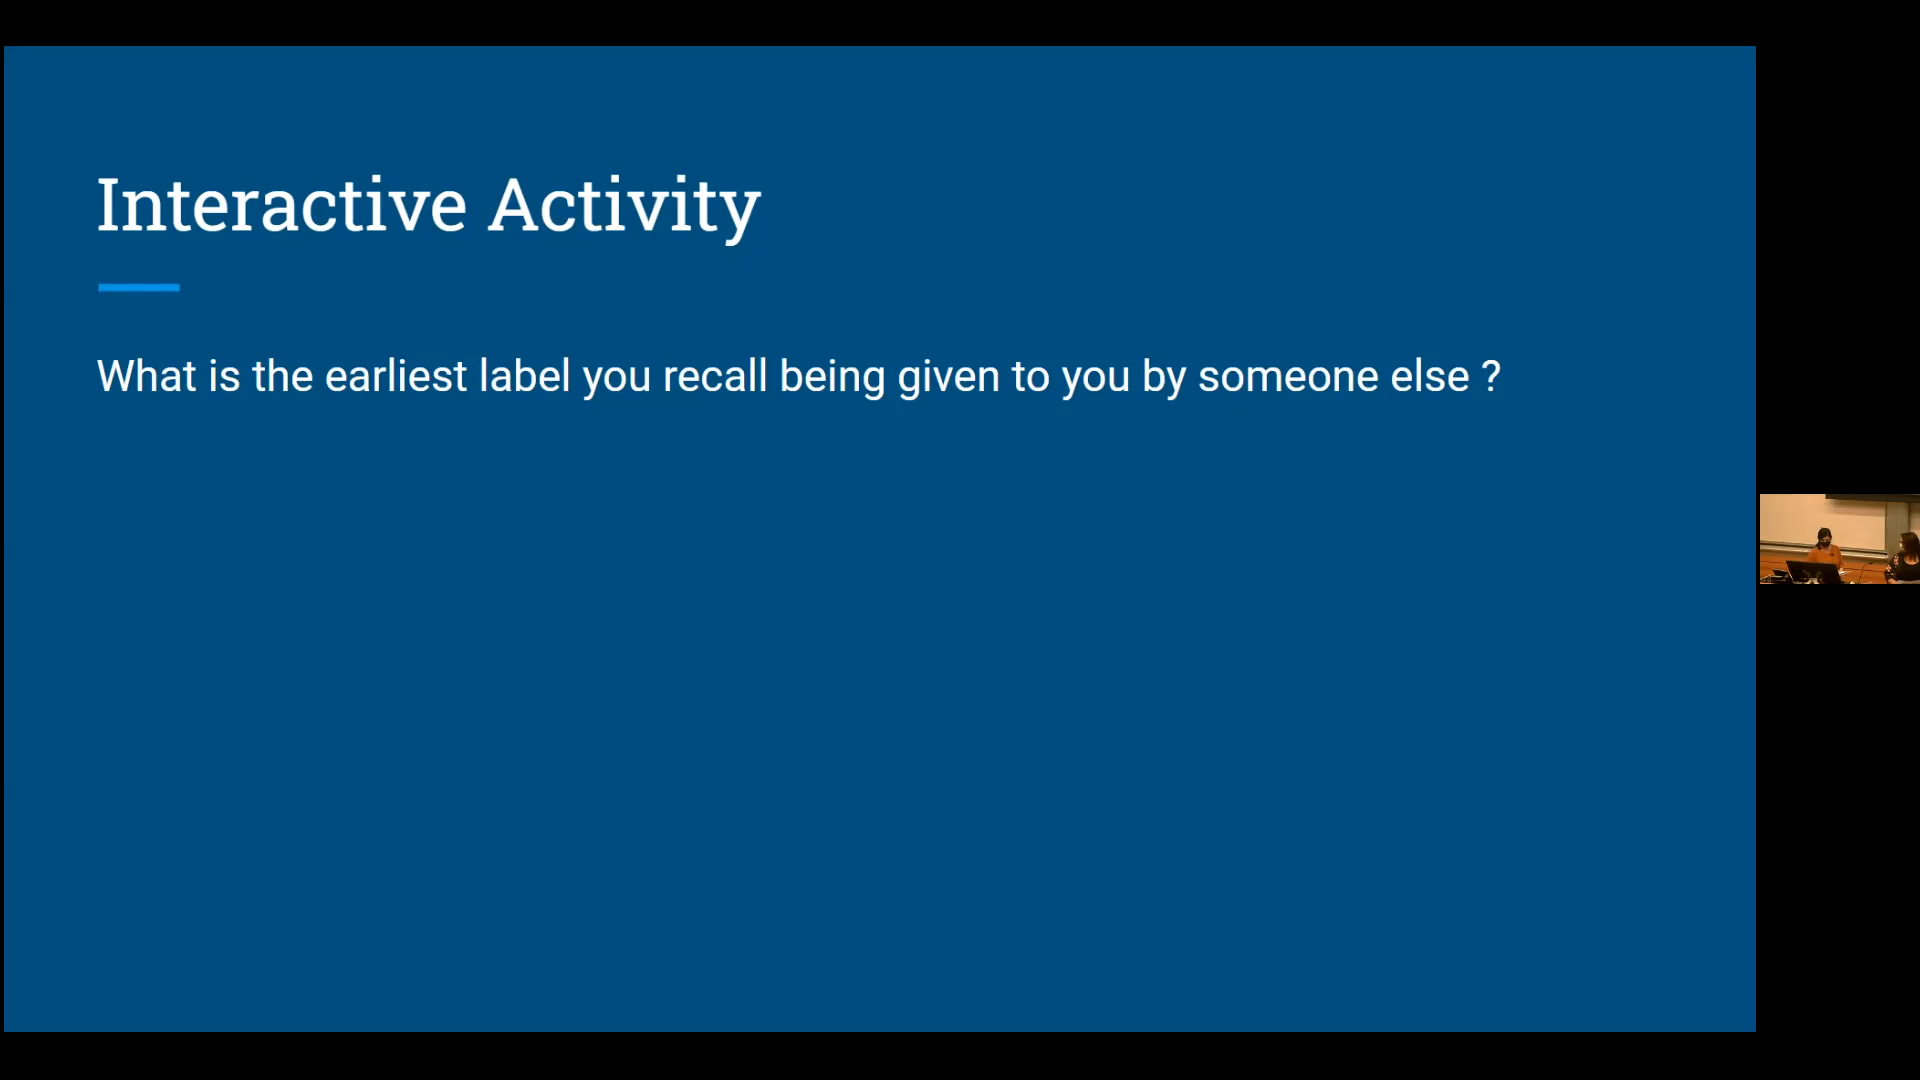 Interactive Activity
What is the earliest label you recall being given to you by someone else ?